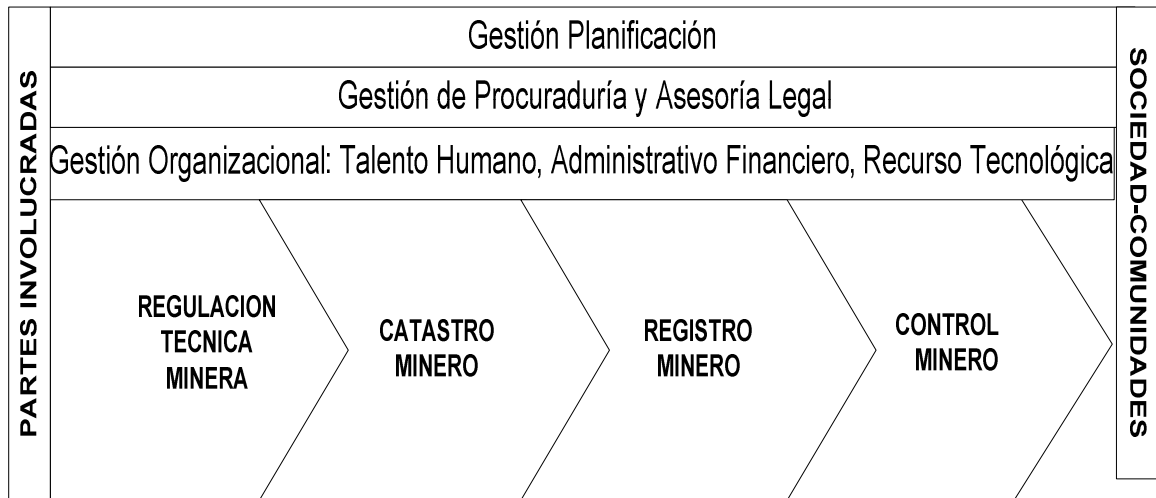 Gestión Planificación
Gestión de Procuraduría y Asesoría Legal
Gestión Organizacional: Talento Humano, Administrativo Financiero, Recurso Tecnológica
PARTES INVOLUCRADAS
REGULACION
TECNICA
MINERA
CATASTRO
MINERO
REGISTRO
MINERO
CONTROL
MINERO
SOCIEDAD-COMUNIDADES